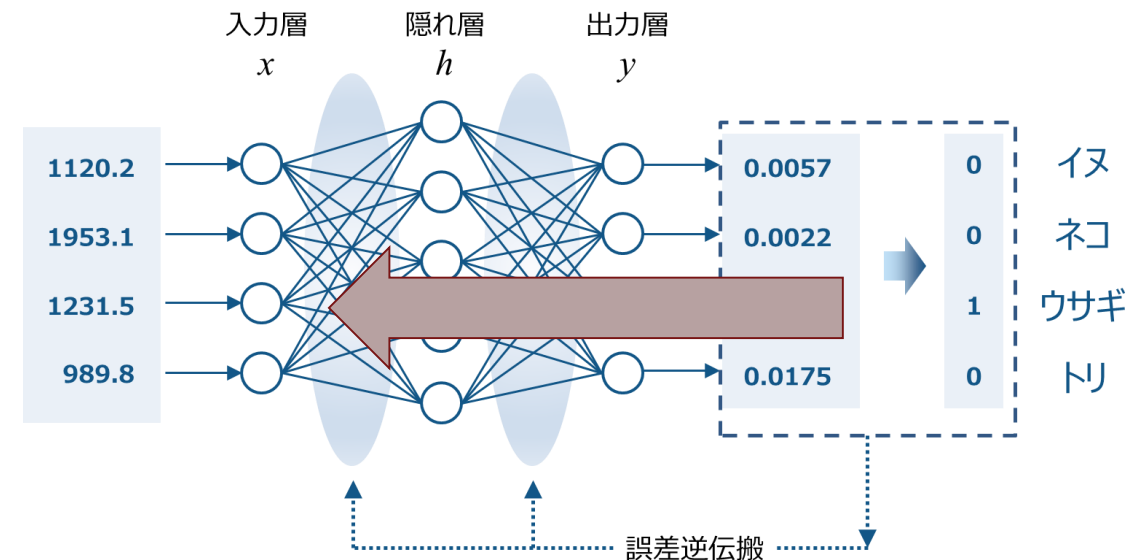 入力層
x
隠れ層
h
出力層
y
1120.2
1953.1
1231.5
989.8
0.0057
0.0022
0.0175
0
0
1
0
イヌ
ネコ
ウサギ
トリ
誤差逆伝搬